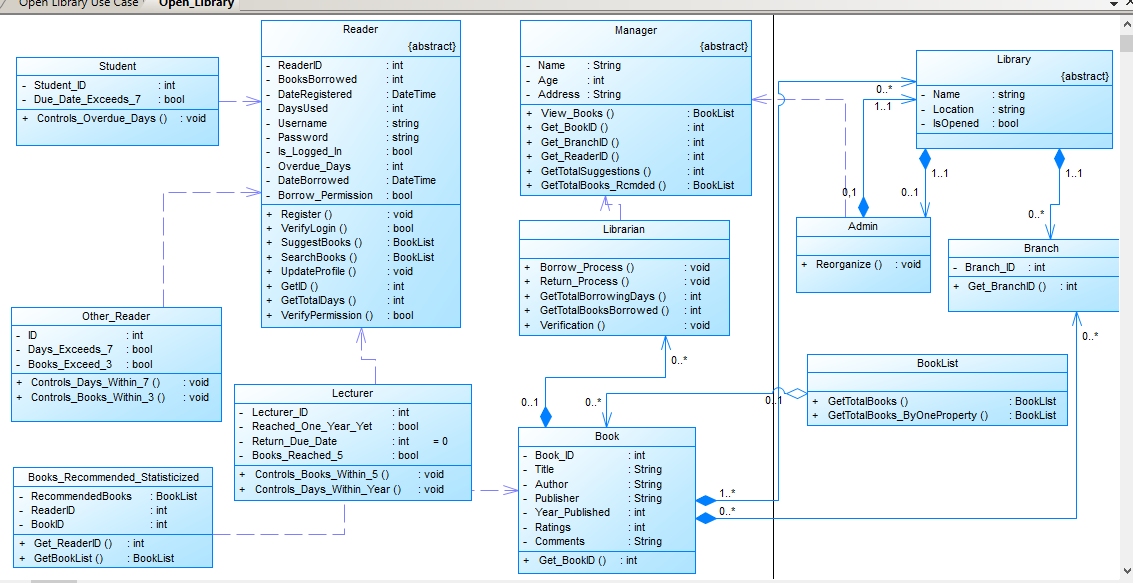 Open Library Use Case
Open_Library
Student
- Student_ID : int
- Due_Date_Exceeds_7 : bool
+ Controls_Overdue_Days () : void
Reader
{abstract}
- ReaderID : int
- BooksBorrowed : int
- DateRegistered : DateTime
- DaysUsed : int
- Username : string
- Password : string
- Is_Logged_In : bool
- Overdue_Days : int
- DateBorrowed : DateTime
- Borrow_Permission : bool
+ Register () : void
+ VerifyLogin () : bool
+ SuggestBooks () : BookList
+ SearchBooks () : BookList
+ UpdateProfile () : void
+ GetID () : int
+ GetTotalDays () : int
+ VerifyPermission () : bool
Manager
{abstract}
- Name : String
- Age : int
- Address : String
+ View_Books () : BookList
+ Get_BookID () : int
+ Get_BranchID () : int
+ Get_ReaderID () : int
+ GetTotalSuggestions () : int
+ GetTotalBooks_Rcmded () : BookList
Library
{abstract}
- Name : string
- Location : string
- IsOpened : bool
0..*
1..1
1..1
1..1
0,1
0..1
0..*
Admin
+ Reorganize () : void
Branch
- Branch_ID : int
+ Get_BranchID () : int
0..*
Librarian
+ Borrow_Process () : void
+ Return_Process () : void
+ GetTotalBorrowingDays () : int
+ GetTotalBooksBorrowed () : int
+ Verification () : void
0..*
Other_Reader
- ID : int
- Days_Exceeds_7 : bool
- Books_Exceed_3 : bool
+ Controls_Days_Within_7 () : void
+ Controls_Books_Within_3 () : void
BookList
+ GetTotalBooks () : BookLIst
+ GetTotalBooks_ByOneProperty () : BookLIst
0..1
0..*
0..1
Lecturer
- Lecturer_ID : int
- Reached_One_Year_Yet : bool
- Return_Due_Date : int = 0
- Books_Reached_5 : bool
+ Controls_Books_Within_5 () : void
+ Controls_Days_Within_Year () : void
Book
- Book_ID : int
- Title : String
- Author : String
- Publisher : String
- Year_Published : int
- Ratings : int
- Comments : String
+ Get_BookID () : int
1..*
0..*
Books_Recommended_Statisticized
- RecommendedBooks : BookList
- ReaderID : int
- BookID : int
+ Get_ReaderID () : int
+ GetBookList () : BookList